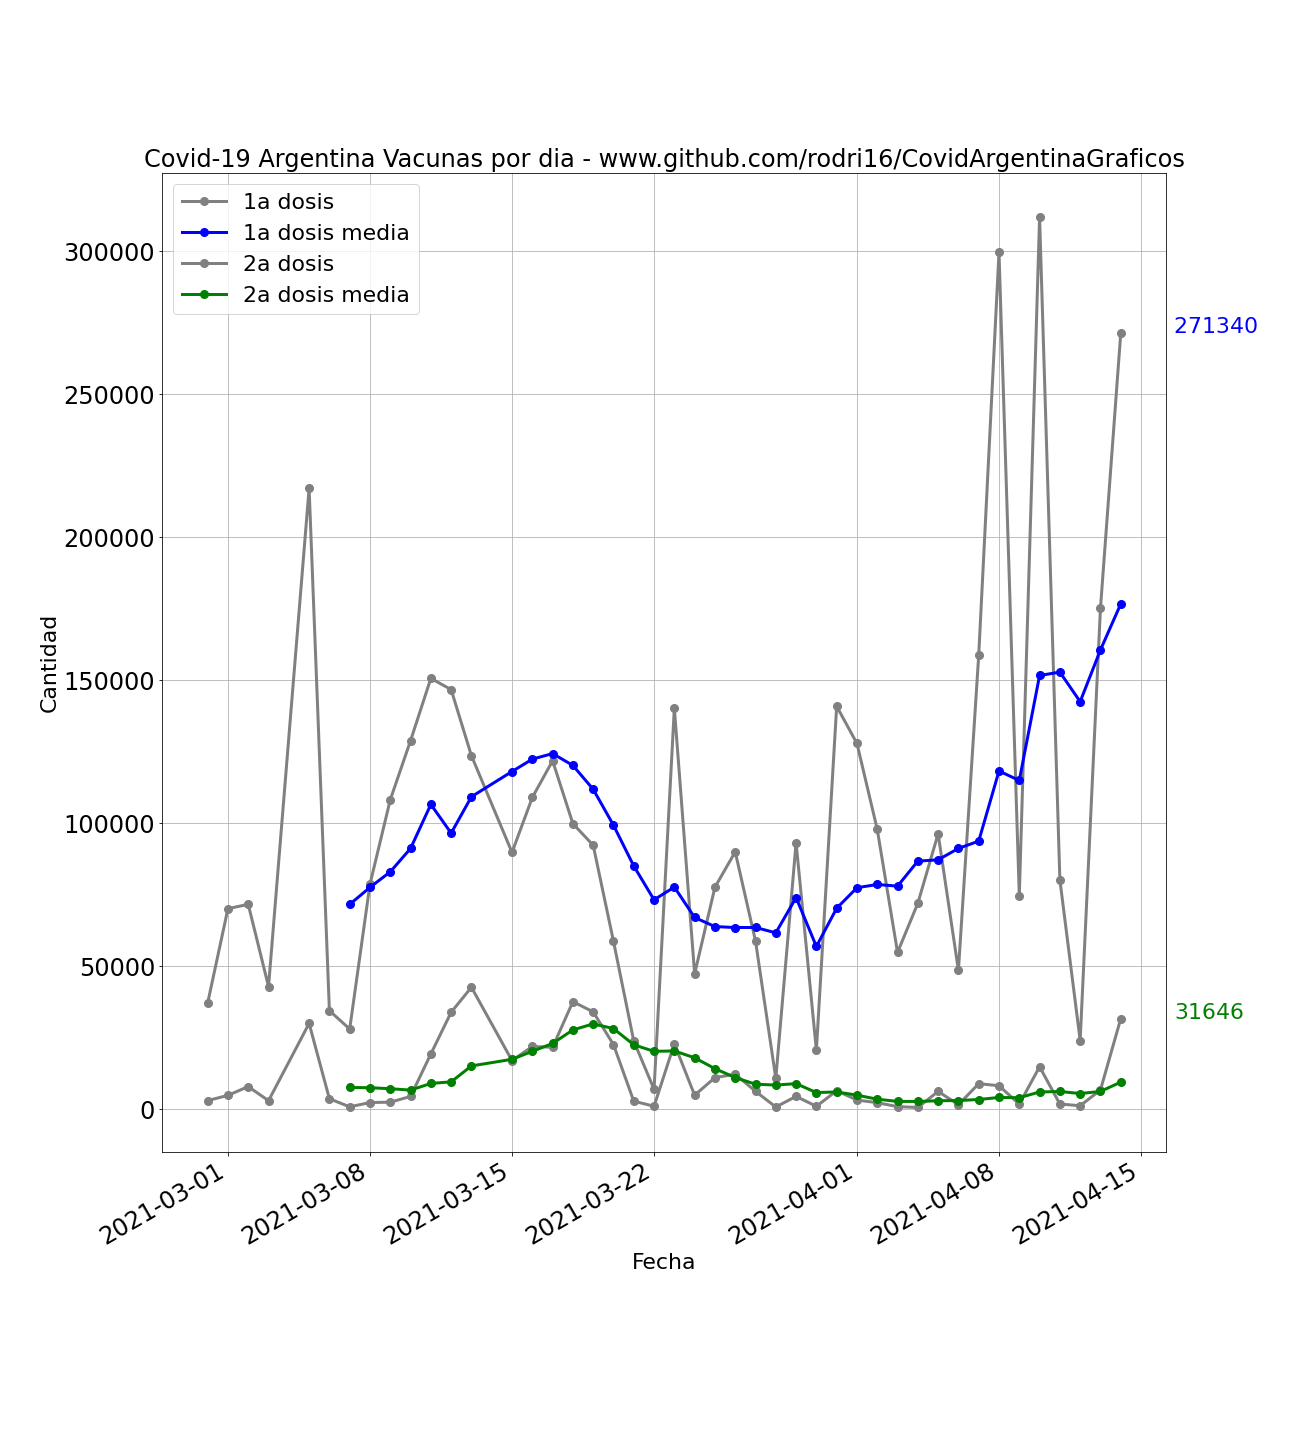 Covid-19 Argentina Vacunas por dia - www.github.com/rodri16/CovidArgentinaGraficos
1a dosis
1a dosis media
2a dosis
2a dosis media
300000
250000
200000
150000
100000
50000
0
Cantidad
271340
31646
2021-03-01
2021-03-08
2021-03-15
2021-03-22
2021-04-01
2021-04-08
2021-04-15
Fecha